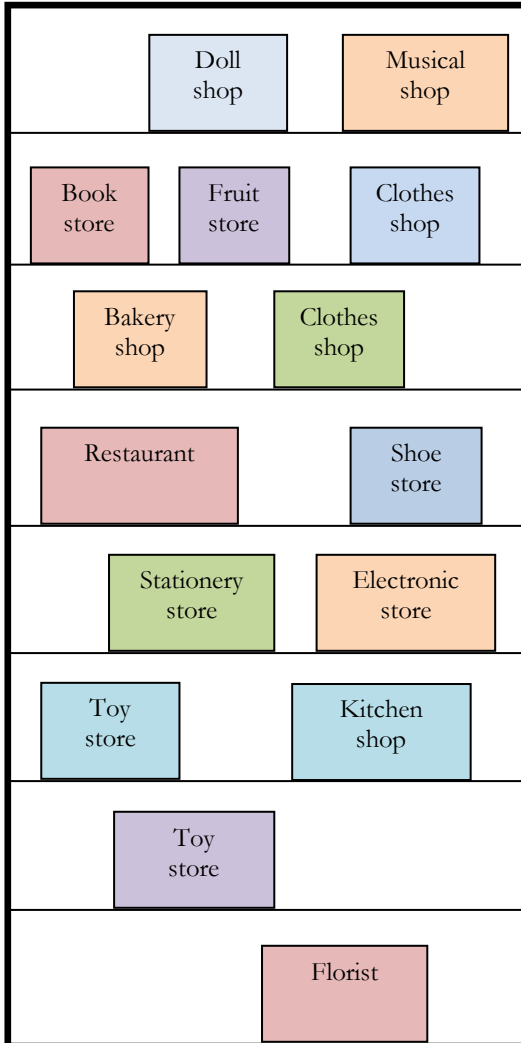 Doll
shop
Musical
shop
Book
store
Fruit
store
Clothes
shop
Bakery
shop
Clothes
shop
Restaurant
Shoe
store
Stationery
store
Electronic
store
Toy
store
Kitchen
shop
Toy
store
Florist